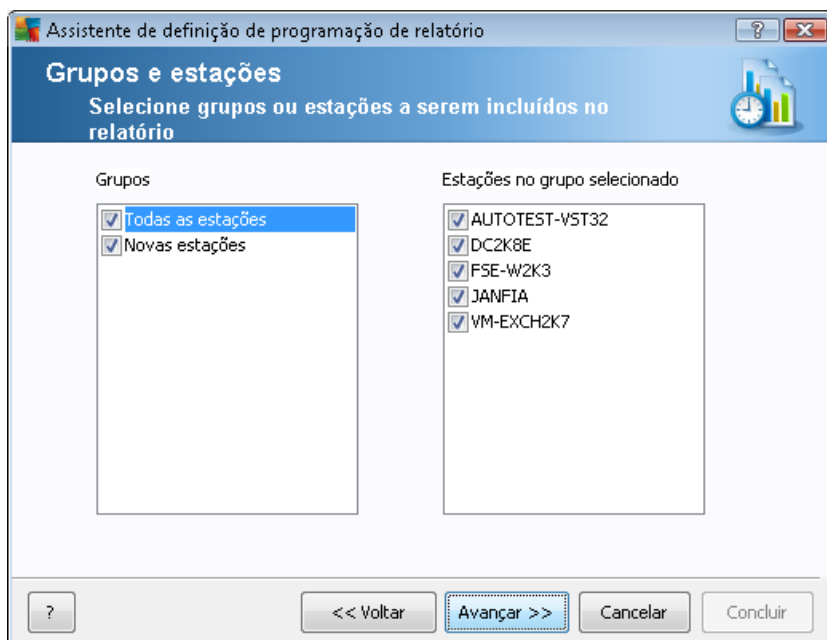 Assistente de definição de programação de relatório
?
Grupos e estações
Selecione grupos ou estações a serem incluídos no
relatório
Grupos
Estações no grupo selecionado
Todas as estações
Novas estações
AUTOTEST-VST32
DC2K8E
FSE-W2K3
JANFIA
VM-EXCH2K7
?
<< Voltar
Avançar >>
Cancelar
Concluir